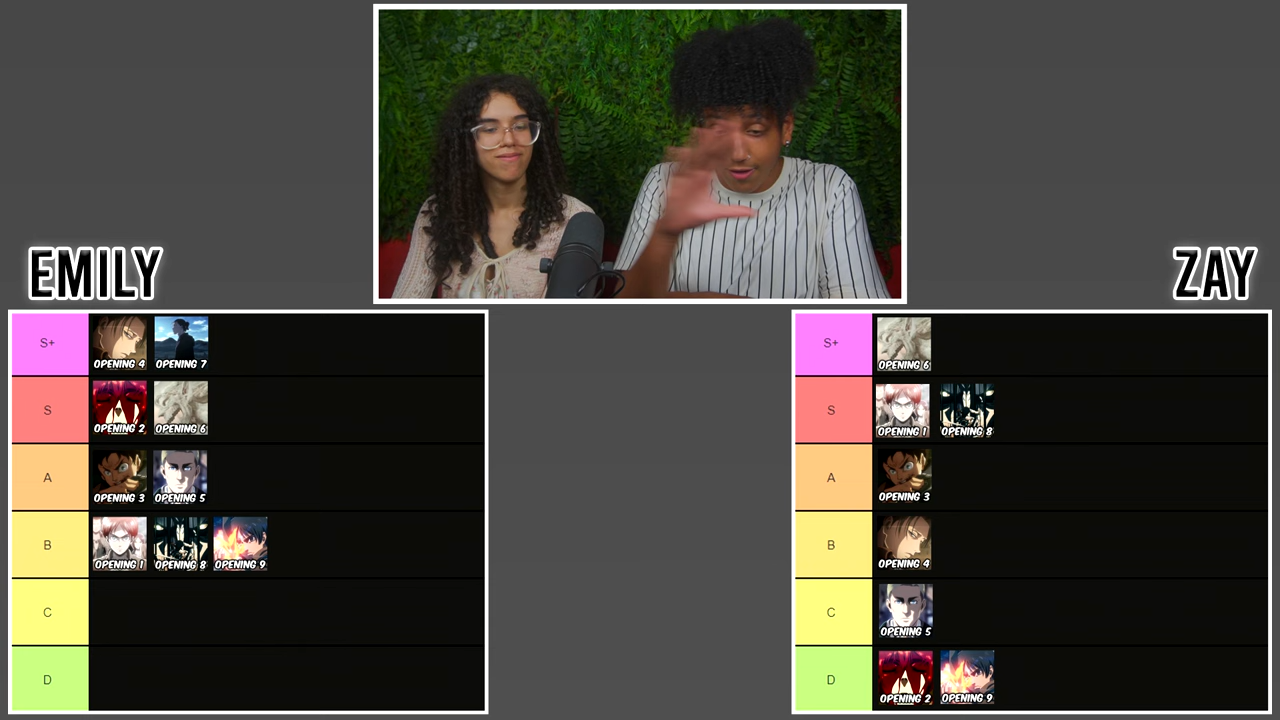 EMILY
ZAY
S+
OPENING 4 OPENING 7
S
OPENING 2 OPENING 6
A
OPENING 3 OPENING 5
B
OPENING 1 OPENING 8 OPENING 9
C
D
S+
OPENING 6
S
OPENING 1 OPENING 8
A
OPENING 3
B
OPENING 4
C
OPENING 5
D
OPENING 2 OPENING 9